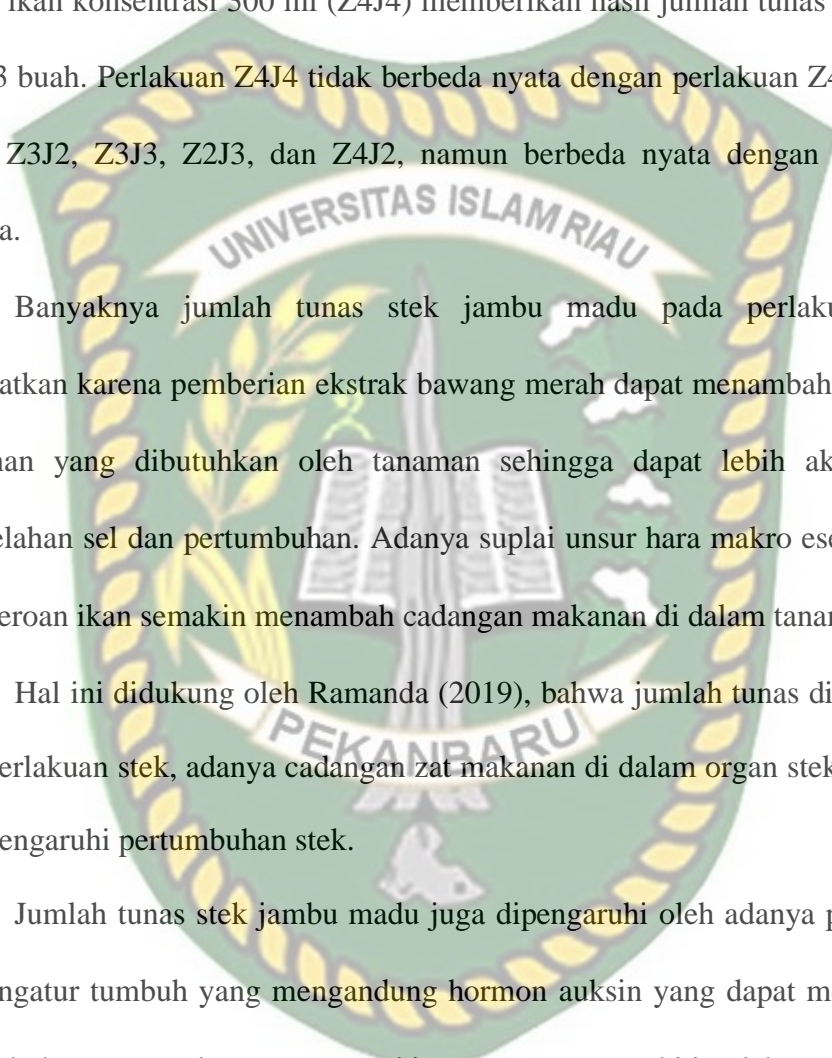 ikan konsentrasi 300 ml (Z4J4) memberikan hasil jumlah tunas
3 buah. Perlakuan Z4J4 tidak berbeda nyata dengan perlakuan Z4
Z3J2, Z3J3, Z2J3, dan Z4J2, namun berbeda nyata dengan
a.
UNIVERSITAS ISLAM RIAU
Banyaknya jumlah tunas stek jambu madu pada perlaku
atkan karena pemberian ekstrak bawang merah dapat menambah
nan yang dibutuhkan oleh tanaman sehingga dapat lebih ak
elahan sel dan pertumbuhan. Adanya suplai unsur hara makro ese
eroan ikan semakin menambah cadangan makanan di dalam tanar
Hal ini didukung oleh Ramanda (2019), bahwa jumlah tunas di
PEKANBARU
erlakuan stek, adanya cadangan zat makanan di dalam organ stek
engaruhi pertumbuhan stek.
Jumlah tunas stek jambu madu juga dipengaruhi oleh adanya p
ngatur tumbuh yang mengandung hormon auksin yang dapat m